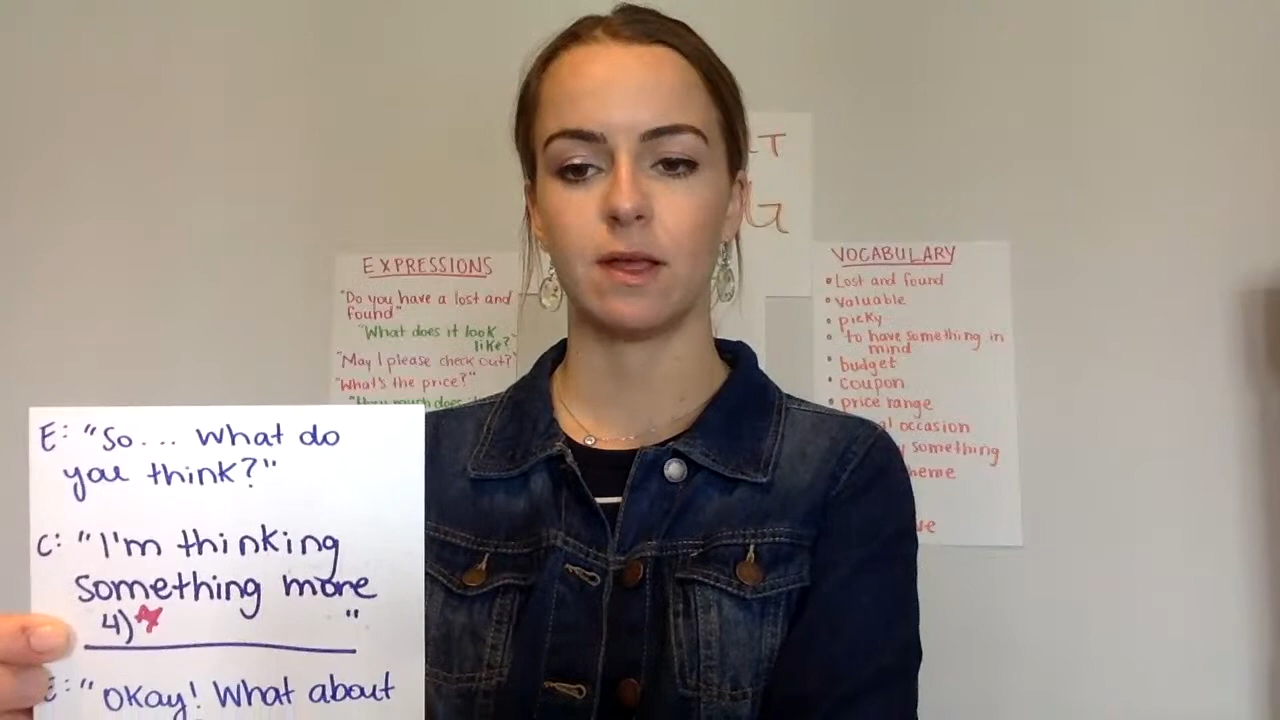 EXPRESSIONS
"Do you have a lost and
found"
"What does it look
like?"
"May I please check out?"
"What's the price?"
VOCABULARY
• Lost and found
• valuable
• picky
• to have something in
mind
• budget
• coupon
• price range
occasion
something
E: "So... what do
you think?"
C: "I'm thinking
something more
4)
"
E: "Okay! What about